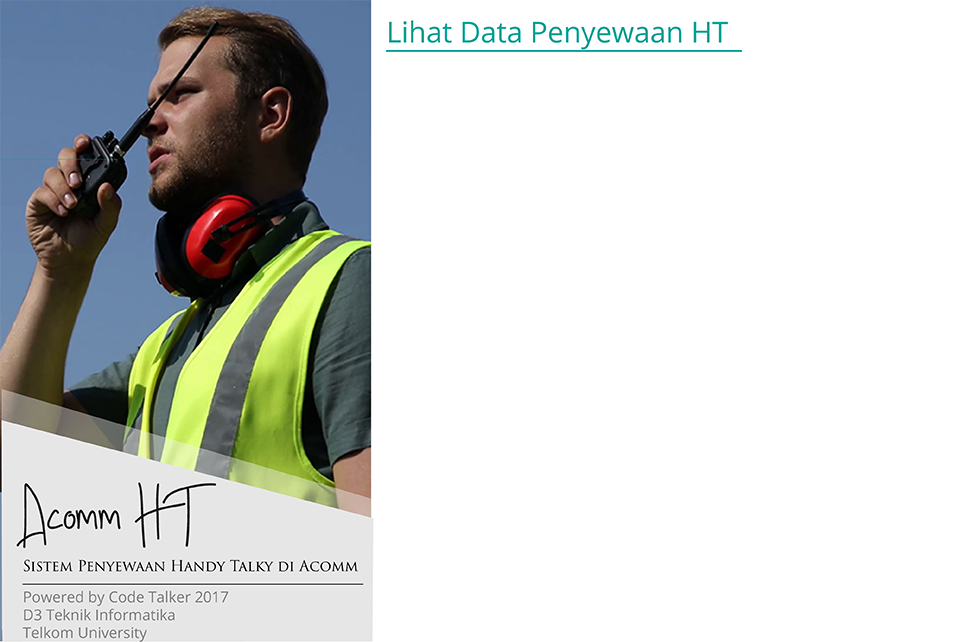 Lihat Data Penyewaan HT
Acomm HT
Sistem Penyewaan Handy Talky di Acomm
Powered by Code Talker 2017
D3 Teknik Informatika
Telkom University